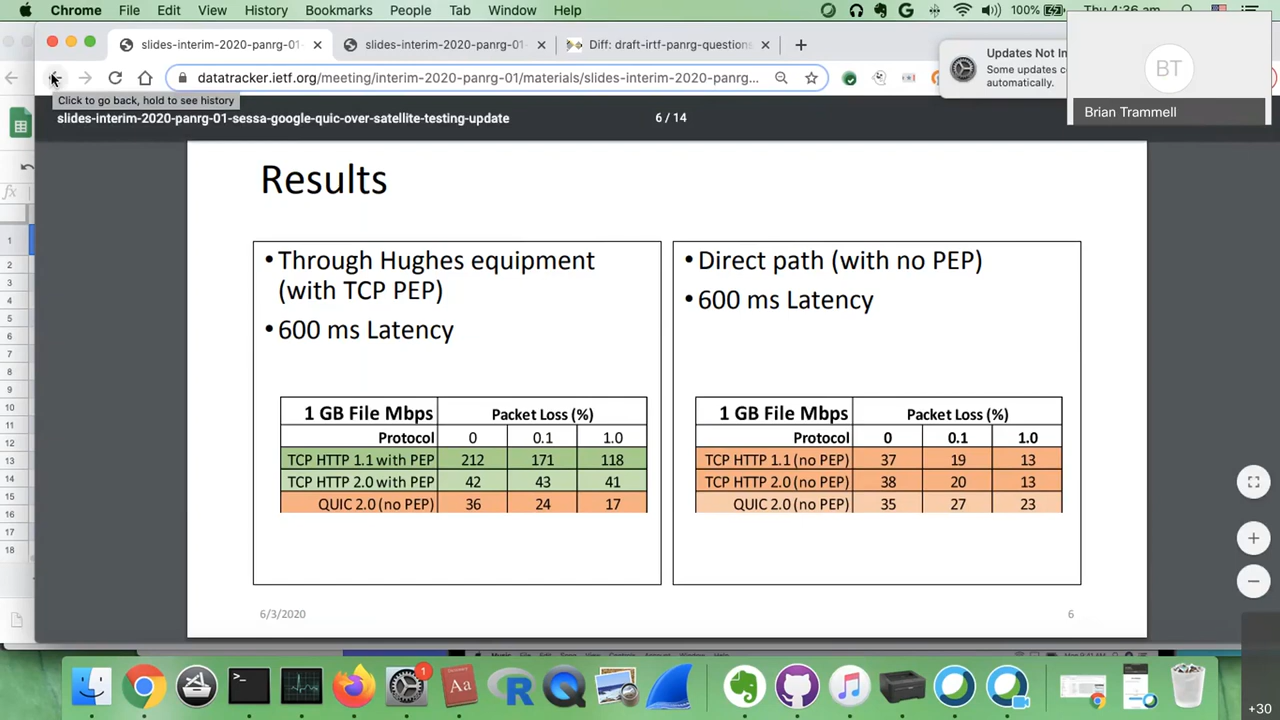 Chrome File Edit View History Bookmarks People Tab Window Help 100% Thu 4:36 am
slides-interim-2020-panrg-01- slides-interim-2020-panrg-01- Diff: draft-irtf-panrg-questions
Updates Not In
Some updates c
automatically.
BT
Brian Trammell
datatracker.ietf.org/meeting/interim-2020-panrg-01/materials/slides-interim-2020-panrg...
Click to go back, hold to see history
slides-interim-2020-panrg-01-sessa-google-quic-over-satellite-testing-update 6 / 14
Results
• Through Hughes equipment
(with TCP PEP)
• 600 ms Latency
1 GB File Mbps Packet Loss (%)
Protocol 0 0.1 1.0
TCP HTTP 1.1 with PEP 212 171 118
TCP HTTP 2.0 with PEP 42 43 41
QUIC 2.0 (no PEP) 36 24 17
• Direct path (with no PEP)
• 600 ms Latency
1 GB File Mbps Packet Loss (%)
Protocol 0 0.1 1.0
TCP HTTP 1.1 (no PEP) 37 19 13
TCP HTTP 2.0 (no PEP) 38 20 13
QUIC 2.0 (no PEP) 35 27 23
6/3/2020 6
fx
1
2
3
4
5
6
7
8
9
10
11
12
13
14
15
16
17
18
1
Aa
R
+30